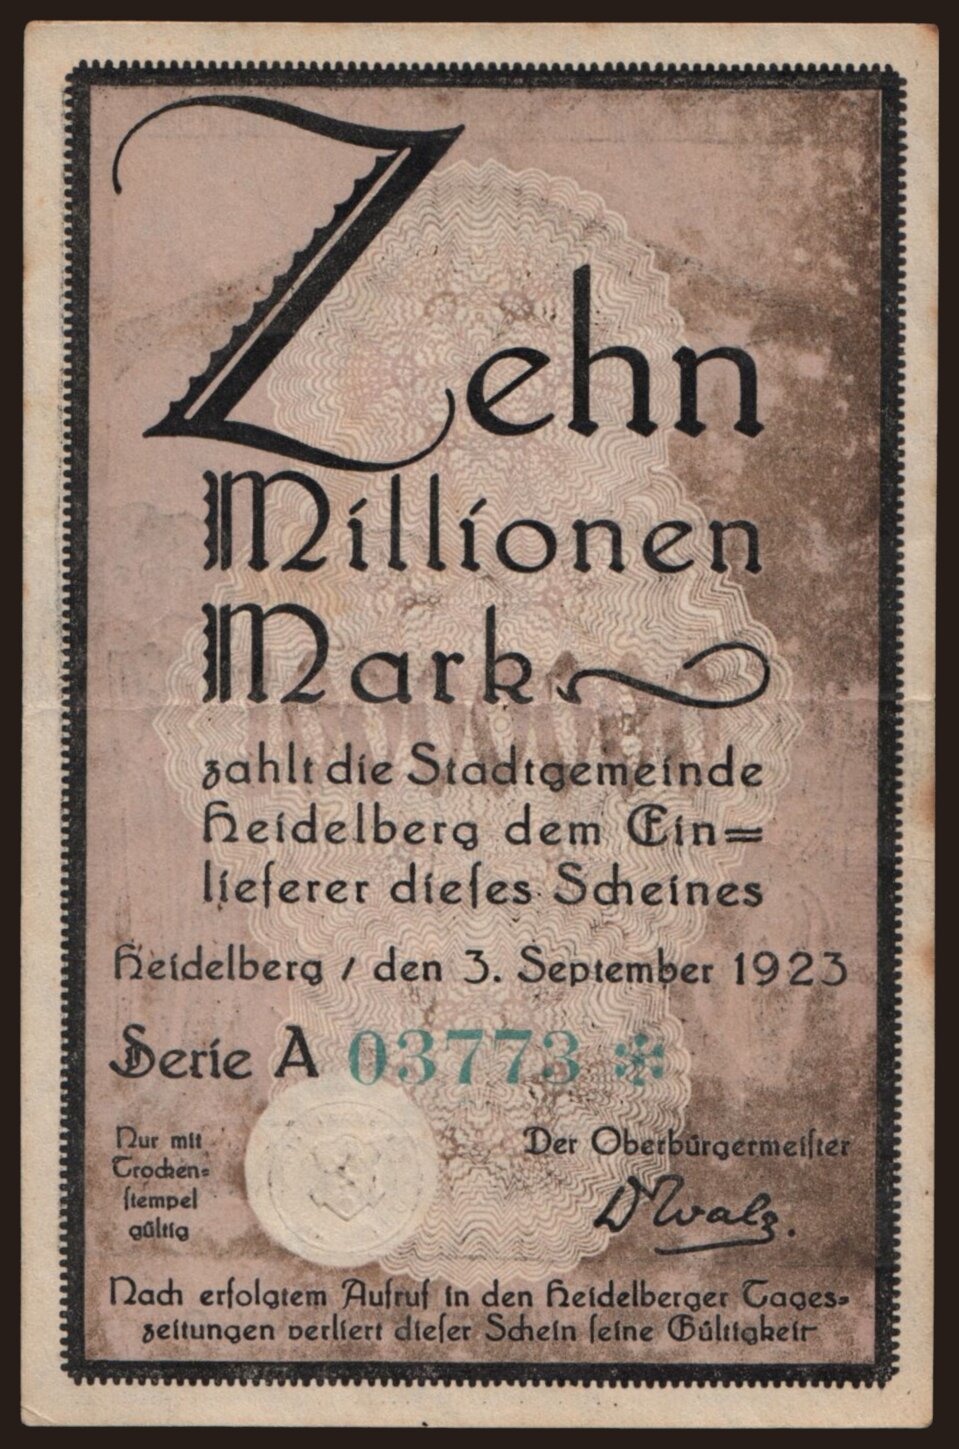 Zehn
Millionen
Mark
zahlt die Stadtgemeinde
Heidelberg dem Ein=
lieferer dieſes Scheines
Heidelberg / den 3. September 1923
Serie A 03773 *
Nur mit
Trocken=
ſtempel
gültig
Der Oberbürgermeiſter
Dr Walz.
Nach erfolgtem Aufruf in den Heidelberger Tages=
zeitungen verliert dieſer Schein ſeine Gültigkeit